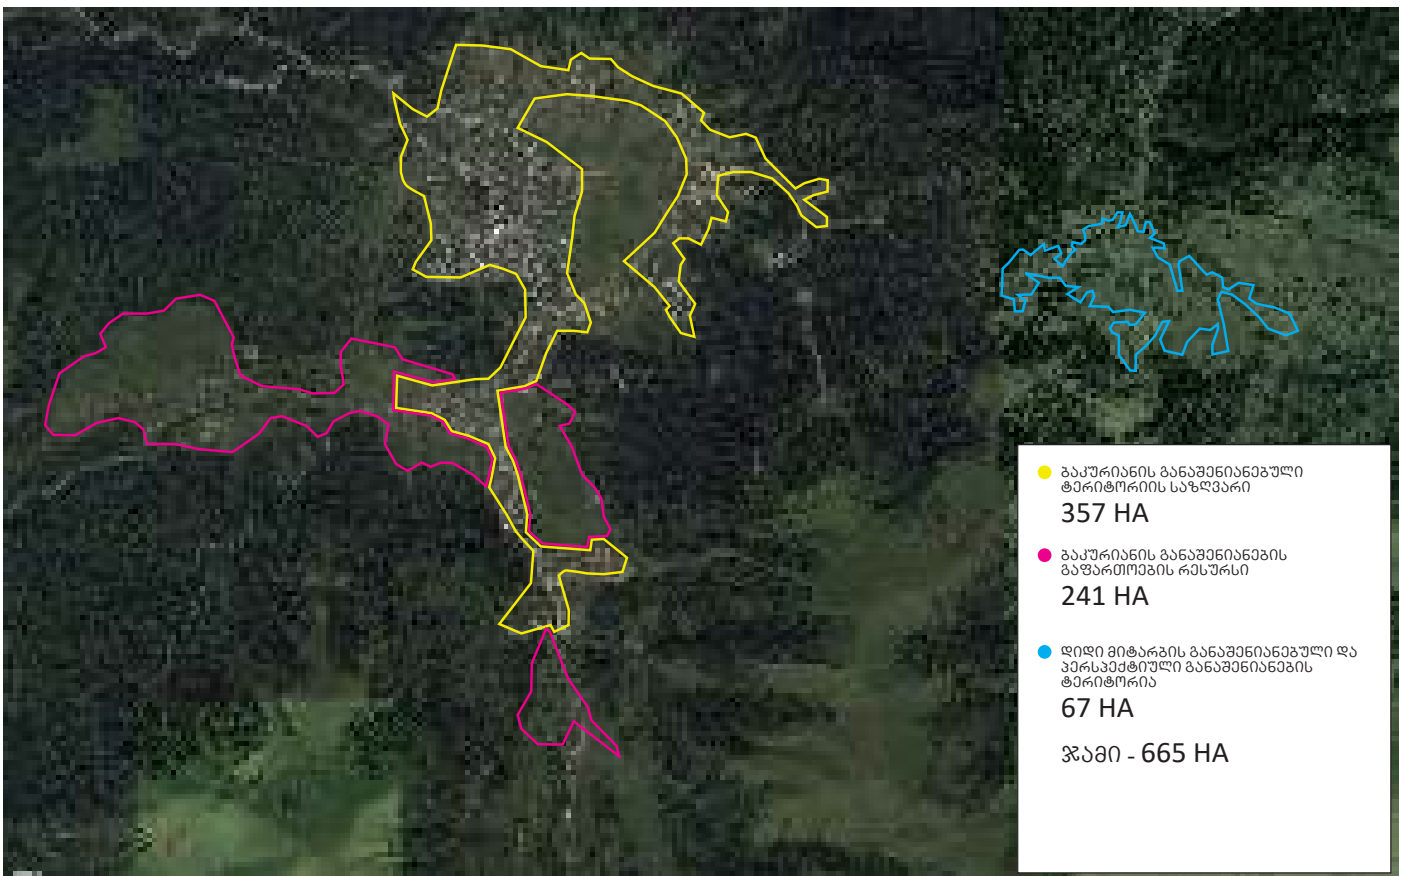 ბაკურიანის განაშენიანებული
ტერიტორიის საზღვარი
357 HA
ბაკურიანის განაშენიანების
გაფართოების რესურსი
241 HA
დიდი მიტარბის განაშენიანებული და
პერსპექტიული განაშენიანების
ტერიტორია
67 HA
ჯამი - 665 HA